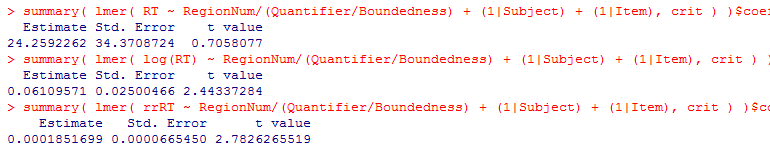 > summary( lmer( RT ~ RegionNum/(Quantifier/Boundedness) + (1|Subject) + (1|Item), crit ) )$coe
Estimate Std. Error t value
24.2592262 34.3708724 0.7058077
> summary( lmer( log(RT) ~ RegionNum/(Quantifier/Boundedness) + (1|Subject) + (1|Item), crit ) )
Estimate Std. Error t value
0.06109571 0.02500466 2.44337284
> summary( lmer( rrRT ~ RegionNum/(Quantifier/Boundedness) + (1|Subject) + (1|Item), crit ) )$co
Estimate Std. Error t value
0.0001851699 0.0000665450 2.7826265519